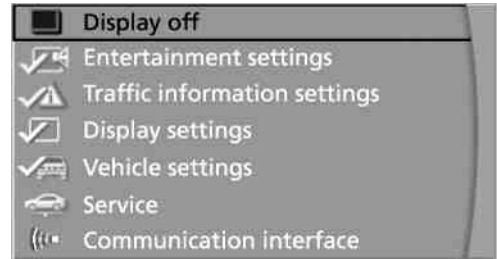 Display off
Entertainment settings
Traffic information settings
Display settings
Vehicle settings
Service
Communication interface